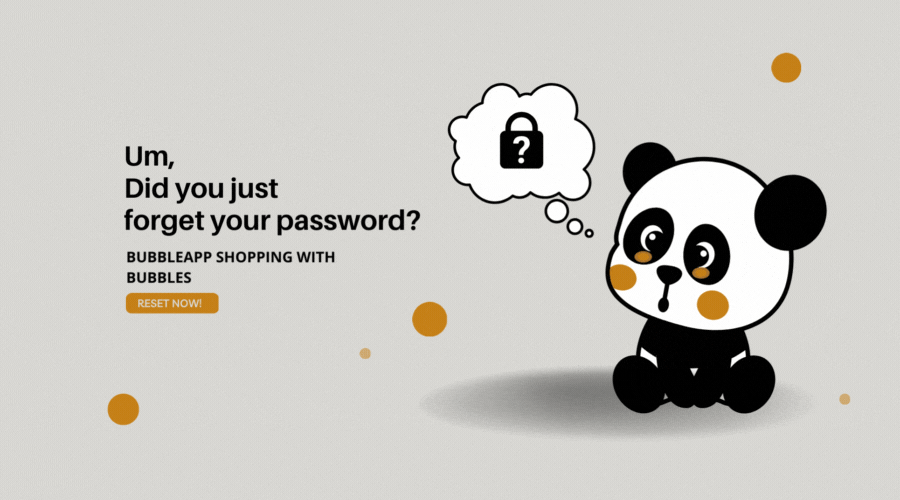 Um,
Did you just
forget your password?
BUBBLEAPP SHOPPING WITH
BUBBLES
RESET NOW!
?